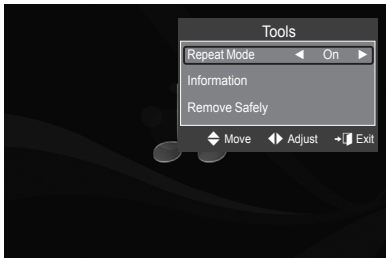 Tools
Repeat Mode ◀ On ▶
Information
Remove Safely
Move Adjust Exit